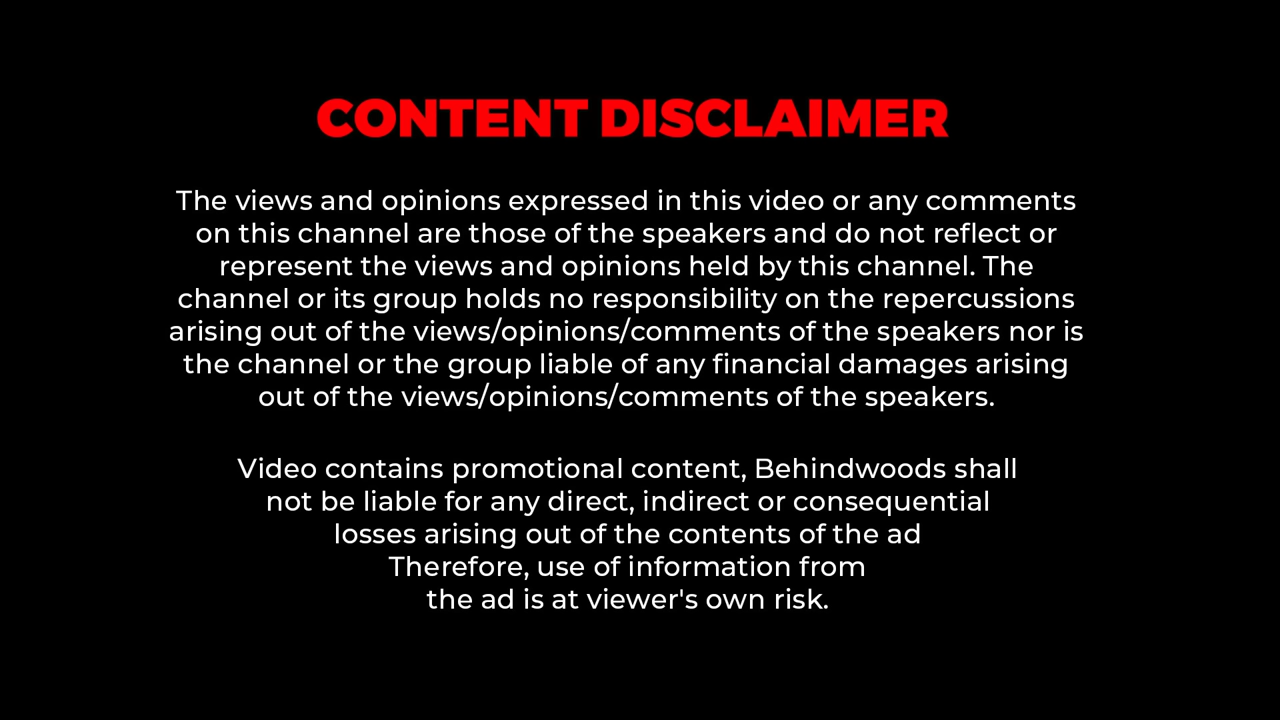 CONTENT DISCLAIMER
The views and opinions expressed in this video or any comments
on this channel are those of the speakers and do not reflect or
represent the views and opinions held by this channel. The
channel or its group holds no responsibility on the repercussions
arising out of the views/opinions/comments of the speakers nor is
the channel or the group liable of any financial damages arising
out of the views/opinions/comments of the speakers.
Video contains promotional content, Behindwoods shall
not be liable for any direct, indirect or consequential
losses arising out of the contents of the ad
Therefore, use of information from
the ad is at viewer's own risk.